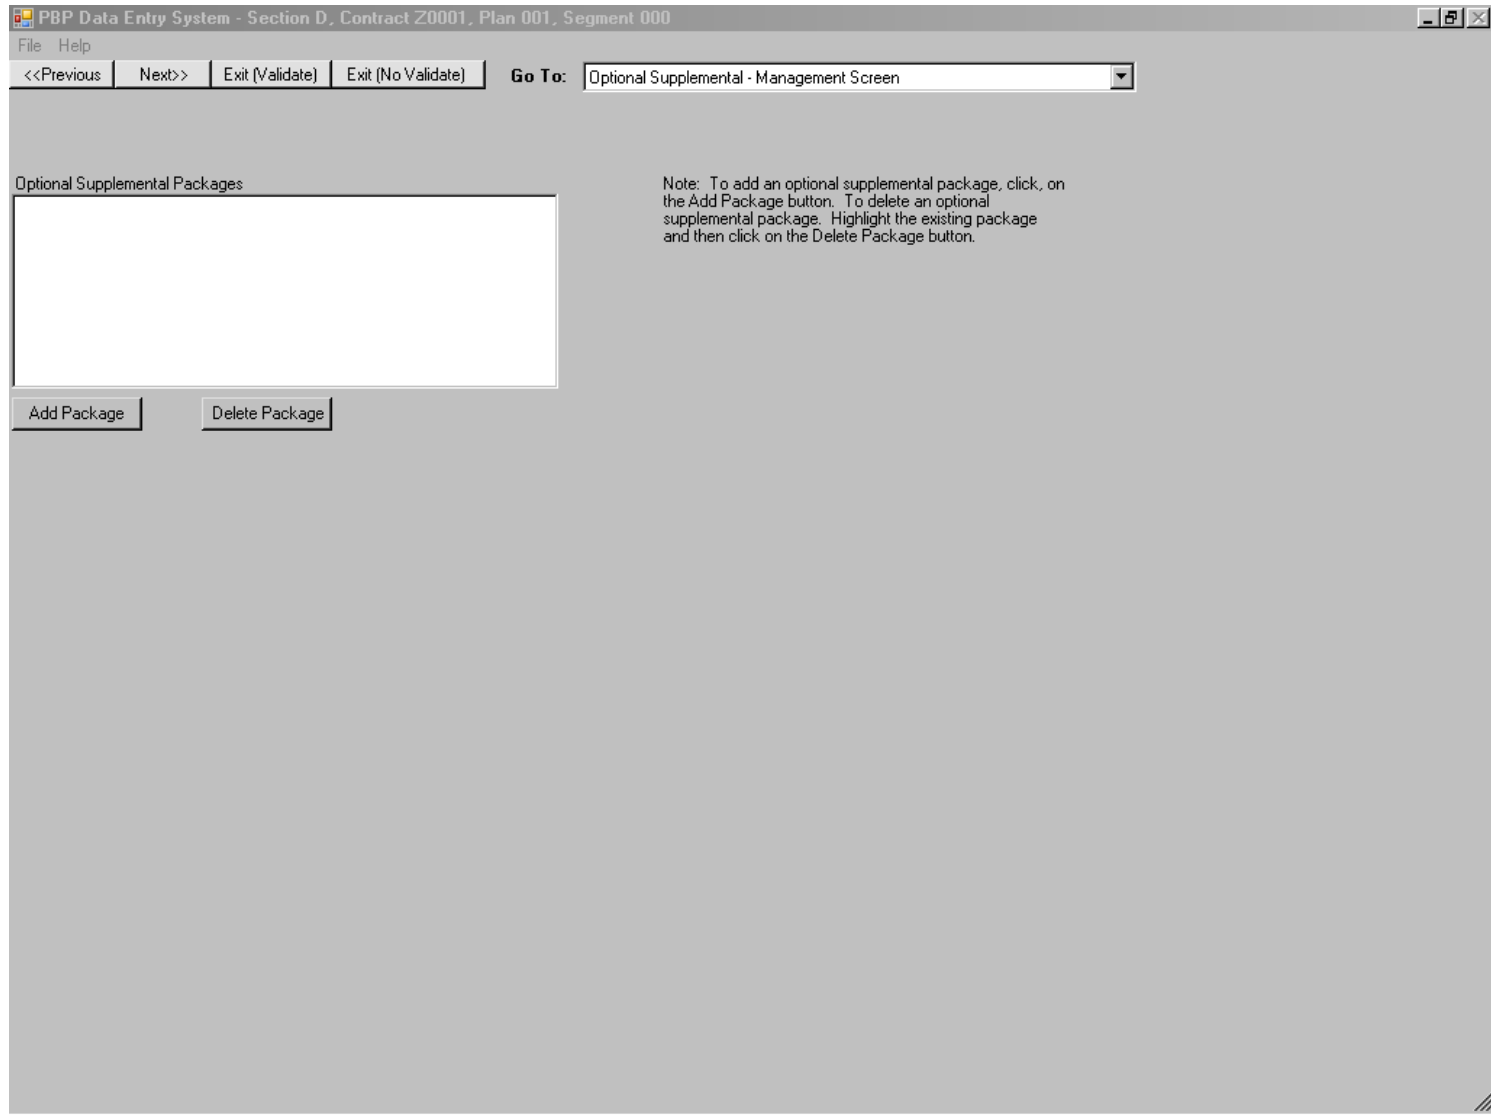 PBP Data Entry System - Section D, Contract Z0001, Plan 001, Segment 000
File Help
<<Previous Next>> Exit (Validate) Exit (No Validate) Go To: Optional Supplemental - Management Screen
Optional Supplemental Packages
Note: To add an optional supplemental package, click, on
the Add Package button. To delete an optional
supplemental package. Highlight the existing package
and then click on the Delete Package button.
Add Package Delete Package